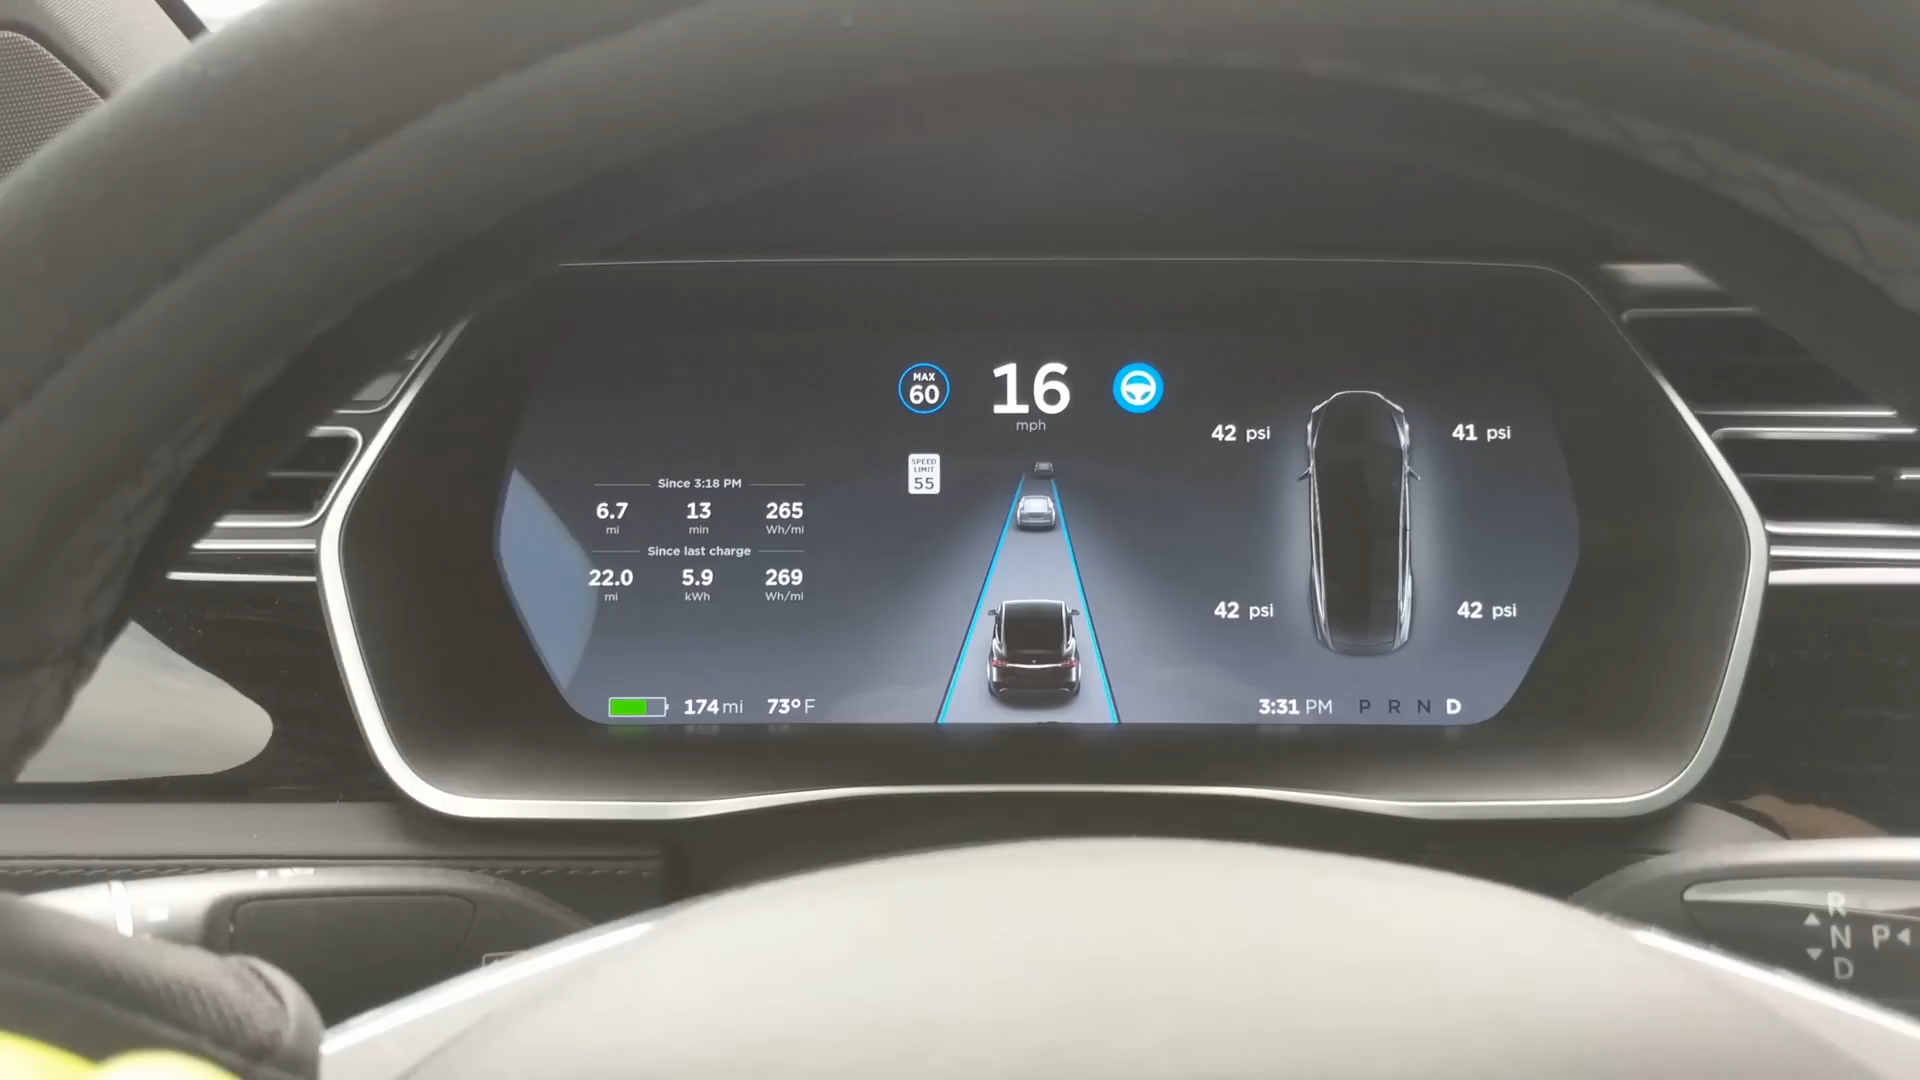 MAX
60
16
mph
SPEED
LIMIT
55
Since 3:18 PM
6.7 13 265
mi min Wh/mi
Since last charge
22.0 5.9 269
mi kWh Wh/mi
42 psi 41 psi
42 psi 42 psi
174 mi 73° F
3:31 PM P R N D
R
N P
D